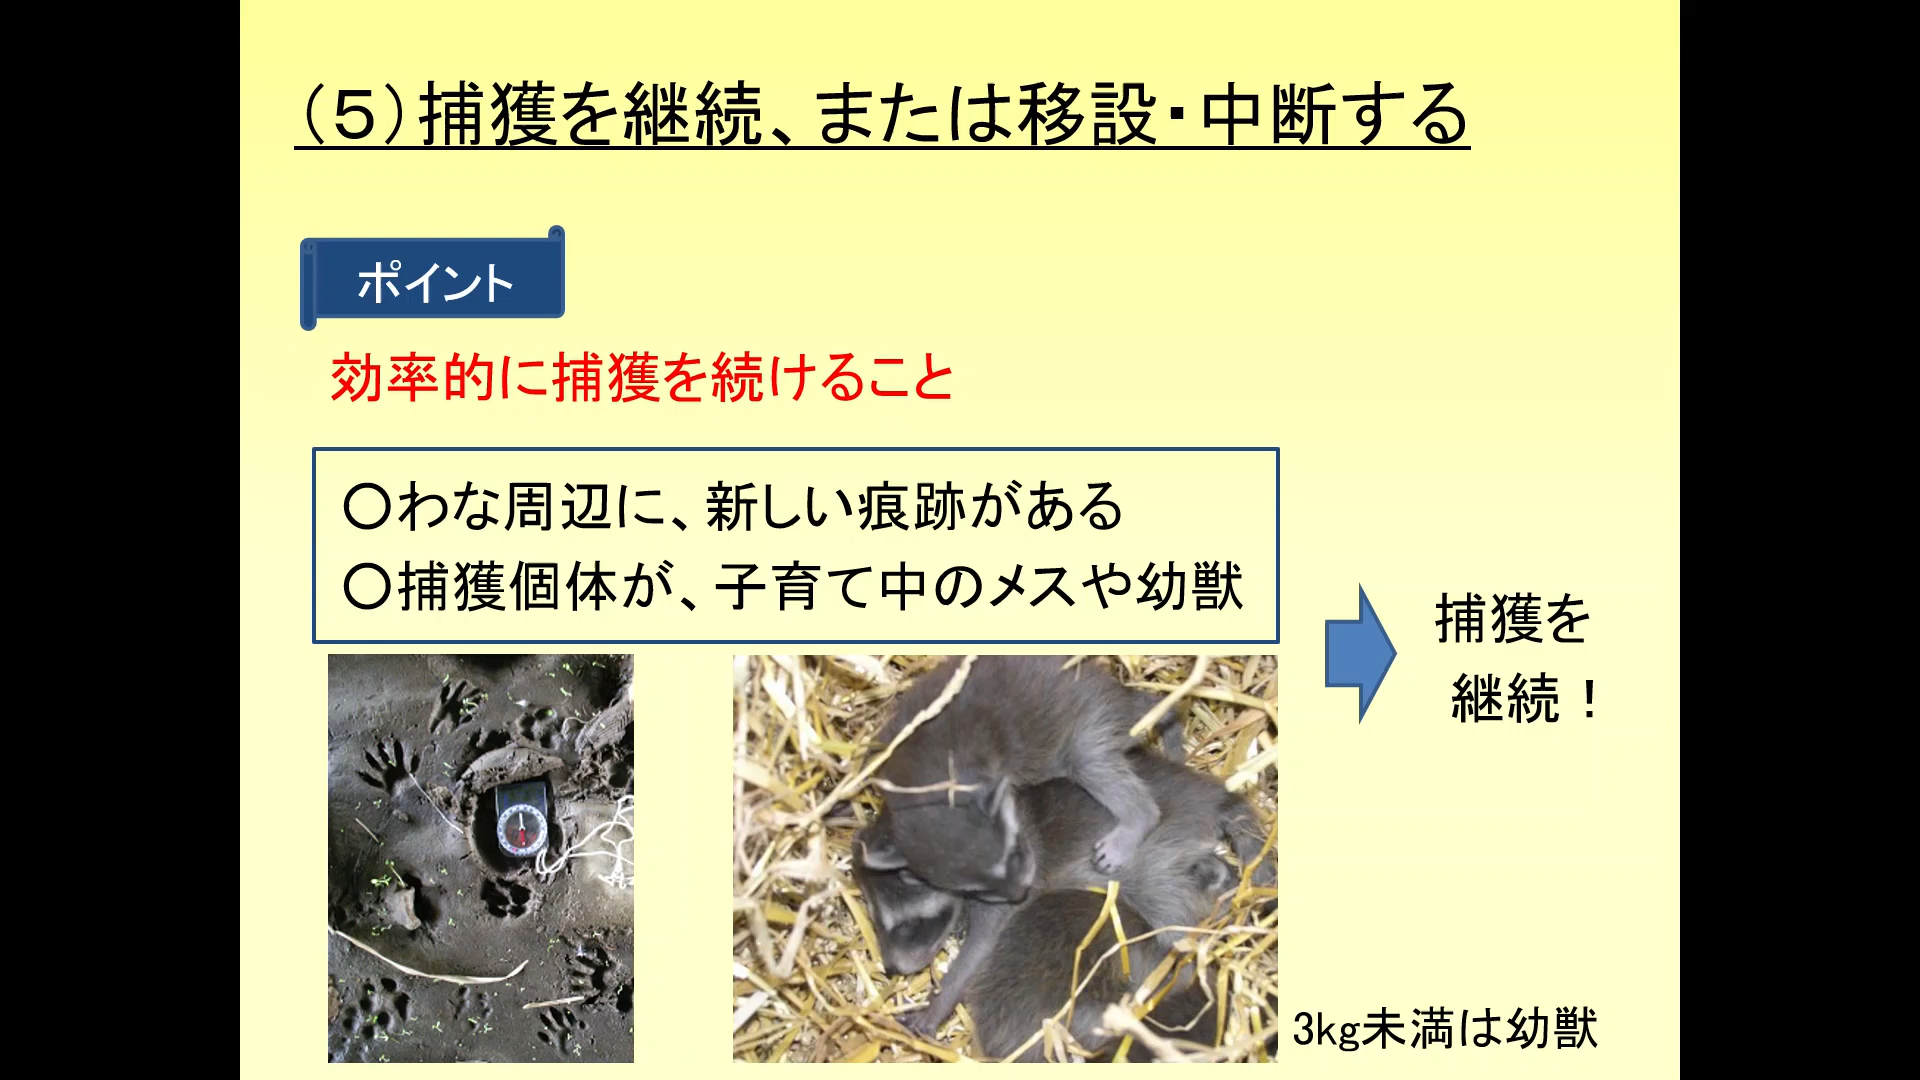 （５）捕獲を継続、または移設・中断する
ポイント
効率的に捕獲を続けること
○わな周辺に、新しい痕跡がある
○捕獲個体が、子育て中のメスや幼獣
捕獲を
継続！
3kg未満は幼獣